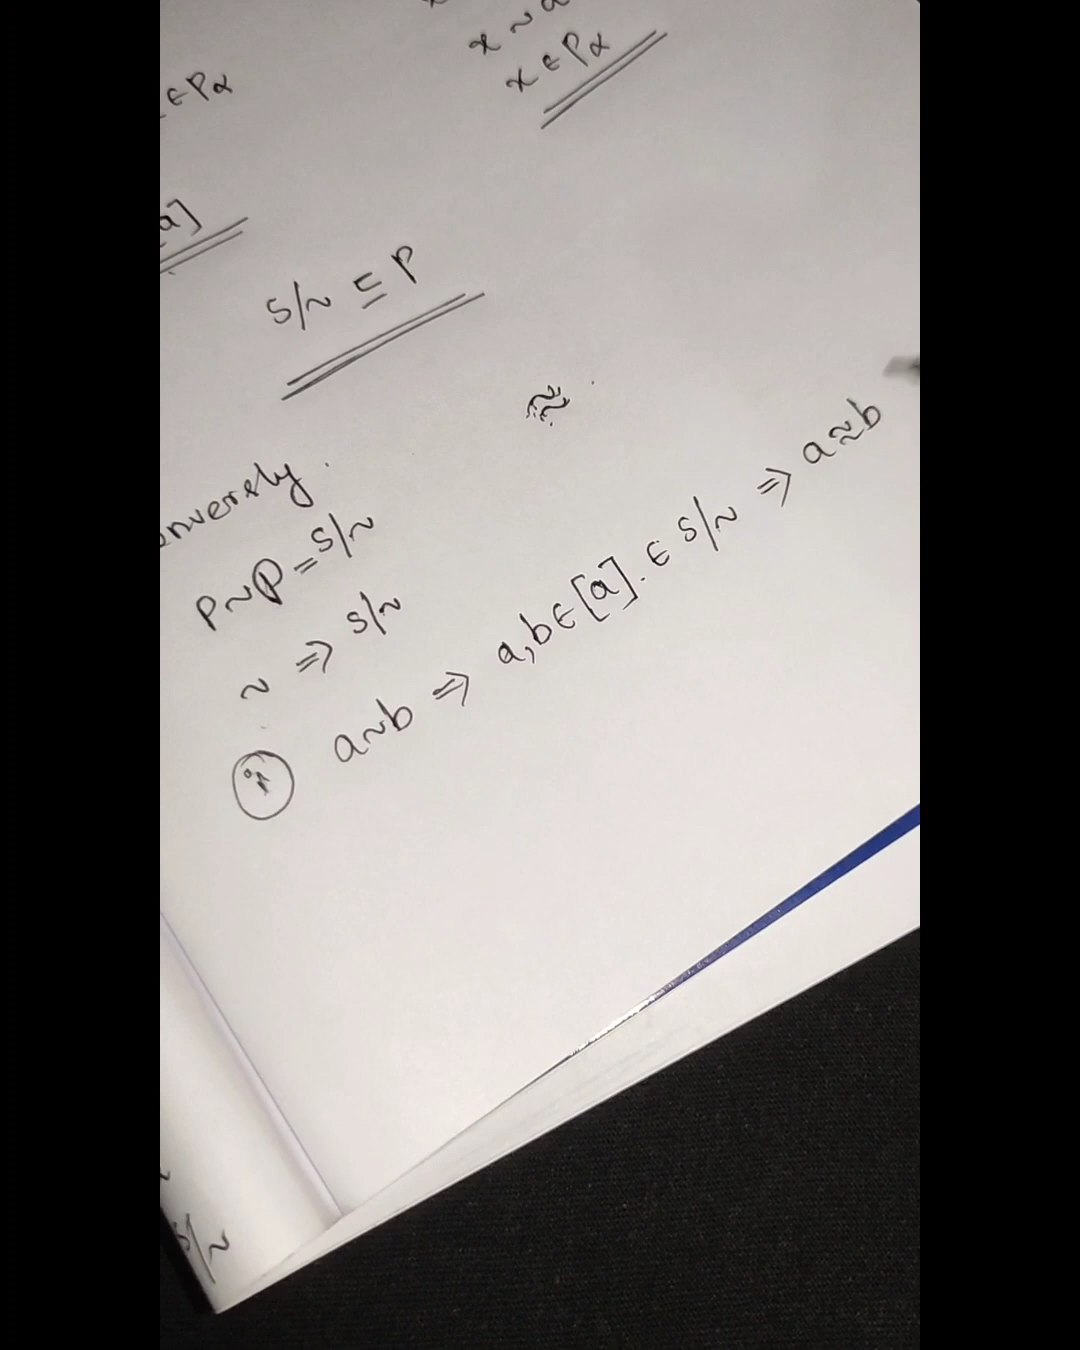 x ~ a
x ∈ Pα
∈ Pα
a]
S/~ ⊆ P
≈
onversely.
P ~ P = S/~
~ ⇒ S/~
i a~b ⇒ a,b∈[a]. ∈ S/~ ⇒ a≈b
S/~